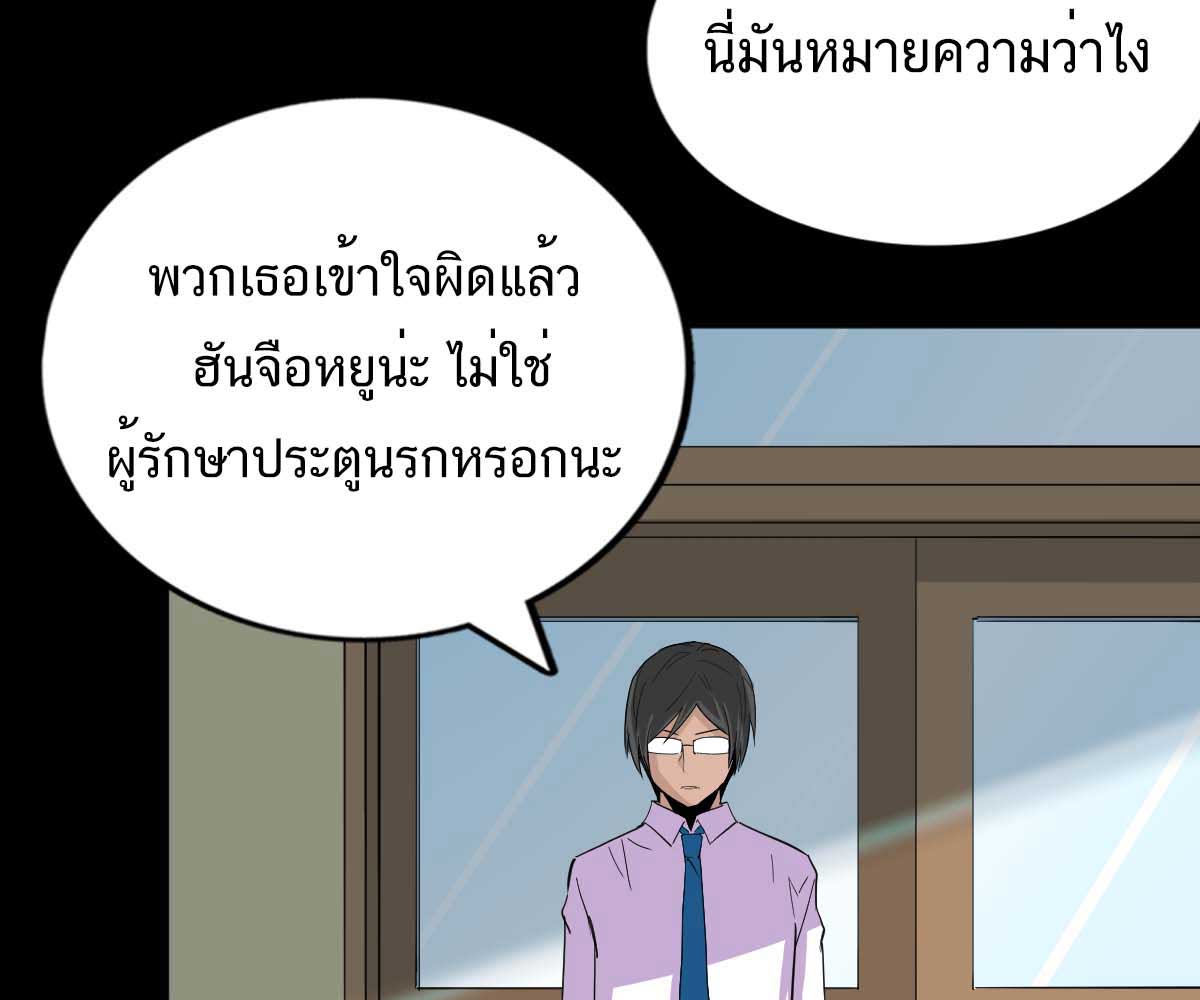 นี่มันหมายความว่าไง
พวกเธอเข้าใจผิดแล้ว
ฮันจือหยูน่ะ ไม่ใช่
ผู้รักษาประตูนรกหรอกนะ